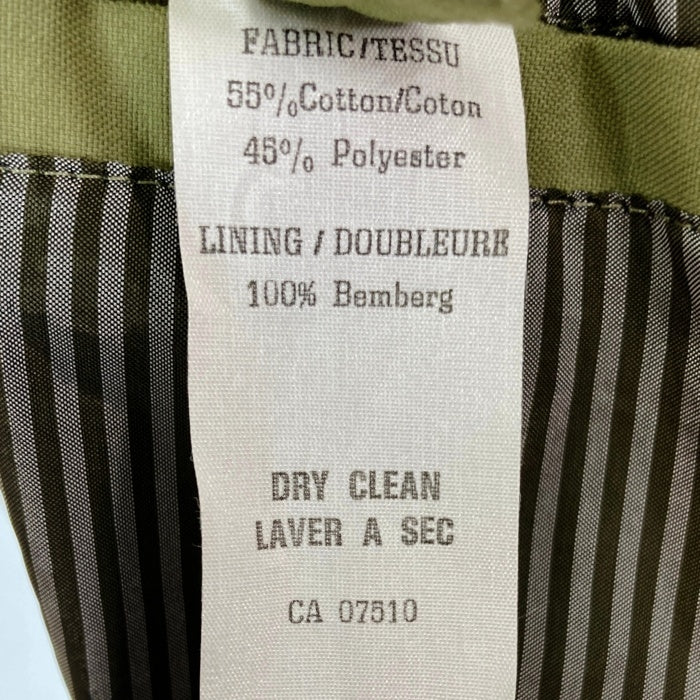 FABRIC/TESSU
55%Cotton/Coton
45% Polyester
LINING / DOUBLEURE
100% Bemberg
DRY CLEAN
LAVER A SEC
CA 07510